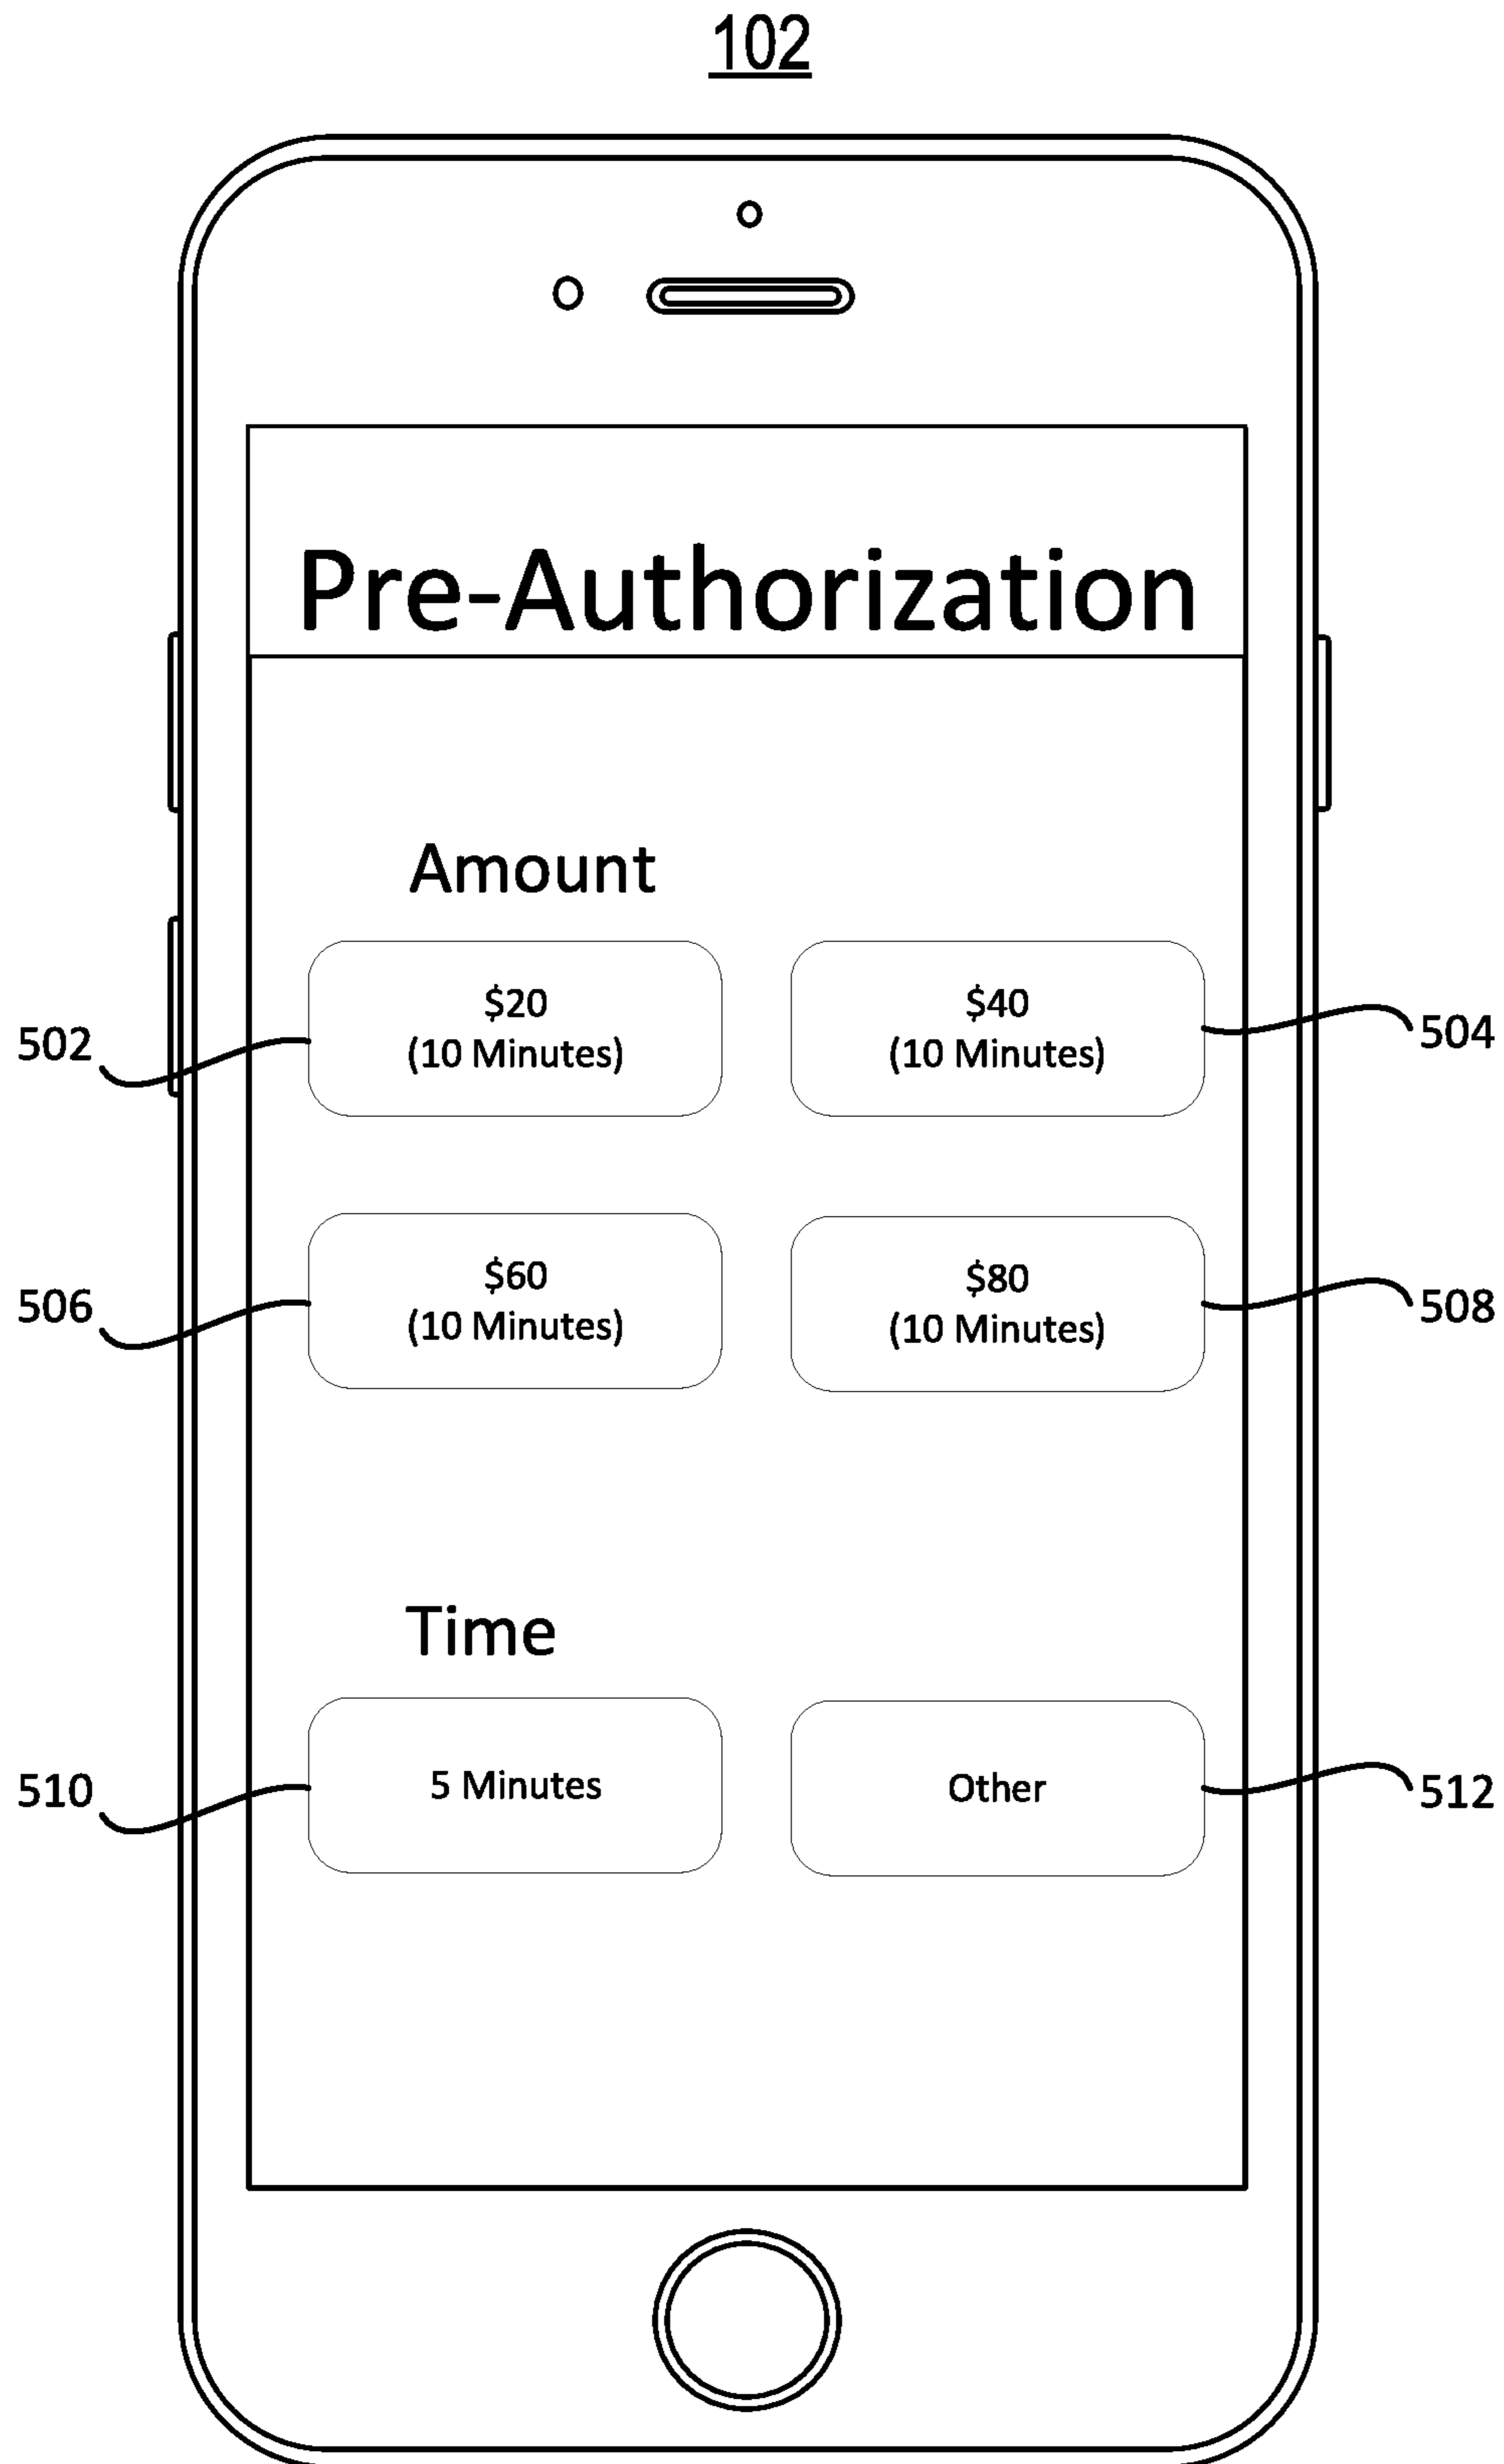 102
Pre-Authorization
Amount
$20
(10 Minutes)
$40
(10 Minutes)
502
504
$60
(10 Minutes)
$80
(10 Minutes)
506
508
Time
5 Minutes
Other
510
512